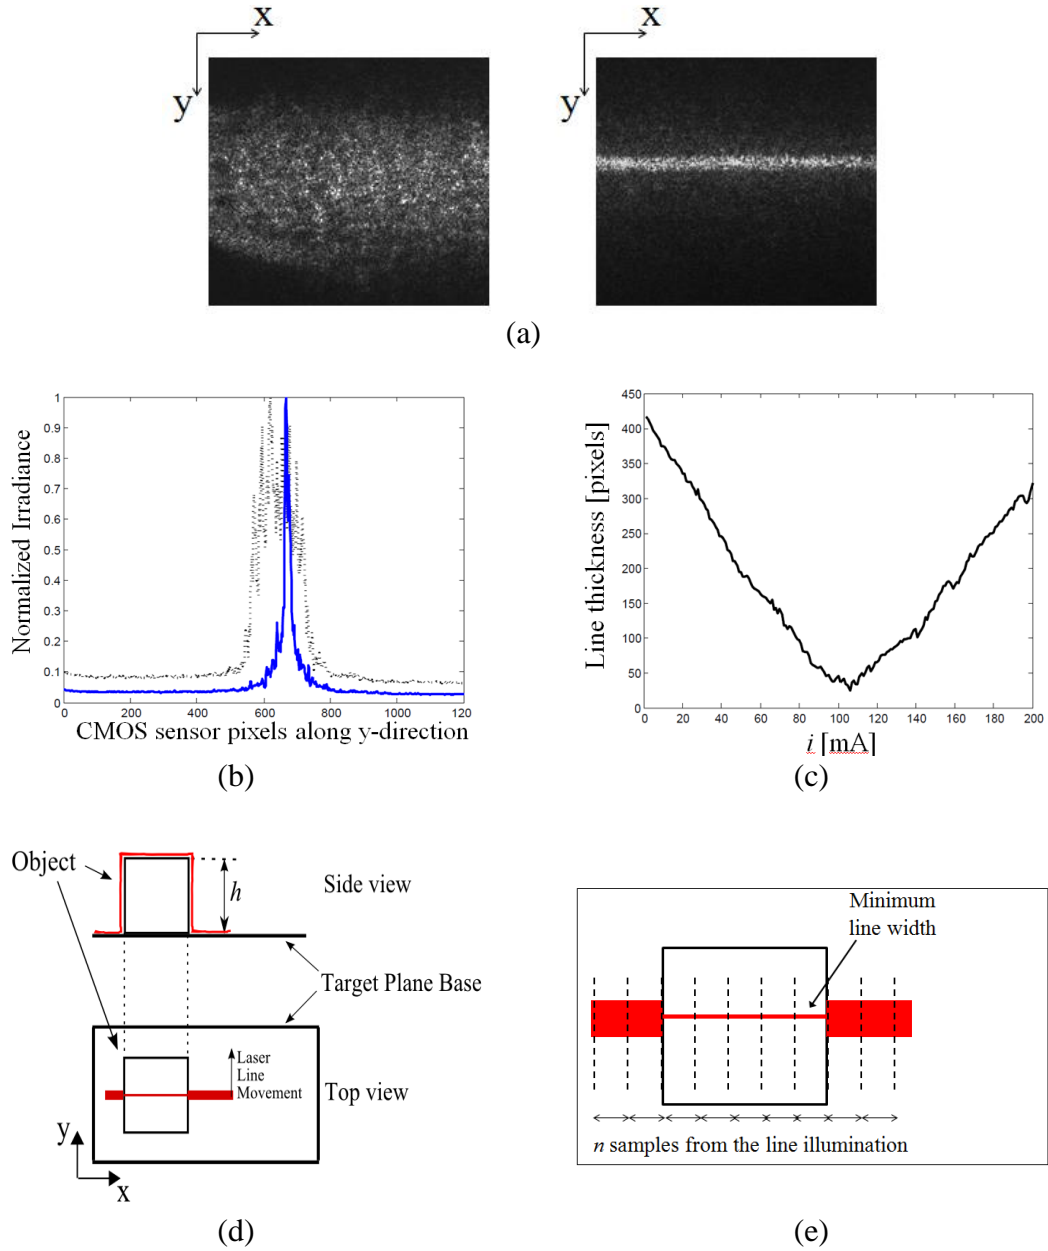 x
y
x
y
(a)
Normalized Irradiance
1
0.9
0.8
0.7
0.6
0.5
0.4
0.3
0.2
0.1
0
0 200 400 600 800 1000 120
CMOS sensor pixels along y-direction
(b)
Line thickness [pixels]
450
400
350
300
250
200
150
100
50
0
0 20 40 60 80 100 120 140 160 180 200
i [mA]
(c)
Object
h
Side view
Target Plane Base
Laser
Line
Movement
Top view
y
x
(d)
Minimum
line width
n samples from the line illumination
(e)